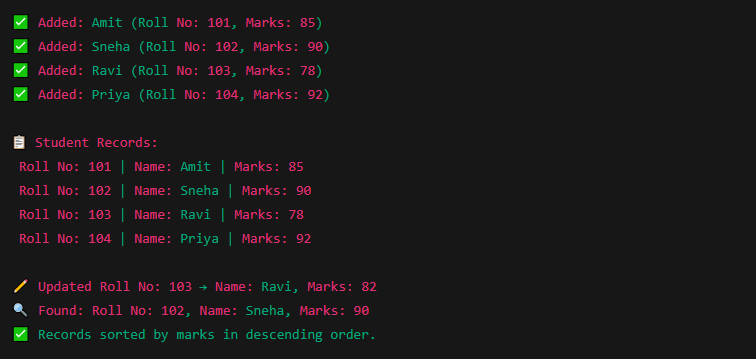 ✅ Added: Amit (Roll No: 101, Marks: 85)
✅ Added: Sneha (Roll No: 102, Marks: 90)
✅ Added: Ravi (Roll No: 103, Marks: 78)
✅ Added: Priya (Roll No: 104, Marks: 92)
📋 Student Records:
Roll No: 101 | Name: Amit | Marks: 85
Roll No: 102 | Name: Sneha | Marks: 90
Roll No: 103 | Name: Ravi | Marks: 78
Roll No: 104 | Name: Priya | Marks: 92
✏️ Updated Roll No: 103 → Name: Ravi, Marks: 82
🔍 Found: Roll No: 102, Name: Sneha, Marks: 90
✅ Records sorted by marks in descending order.